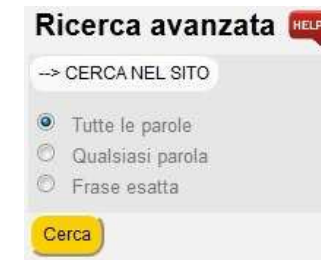 Ricerca avanzata HELP
--> CERCA NEL SITO
Tutte le parole
Qualsiasi parola
Frase esatta
Cerca